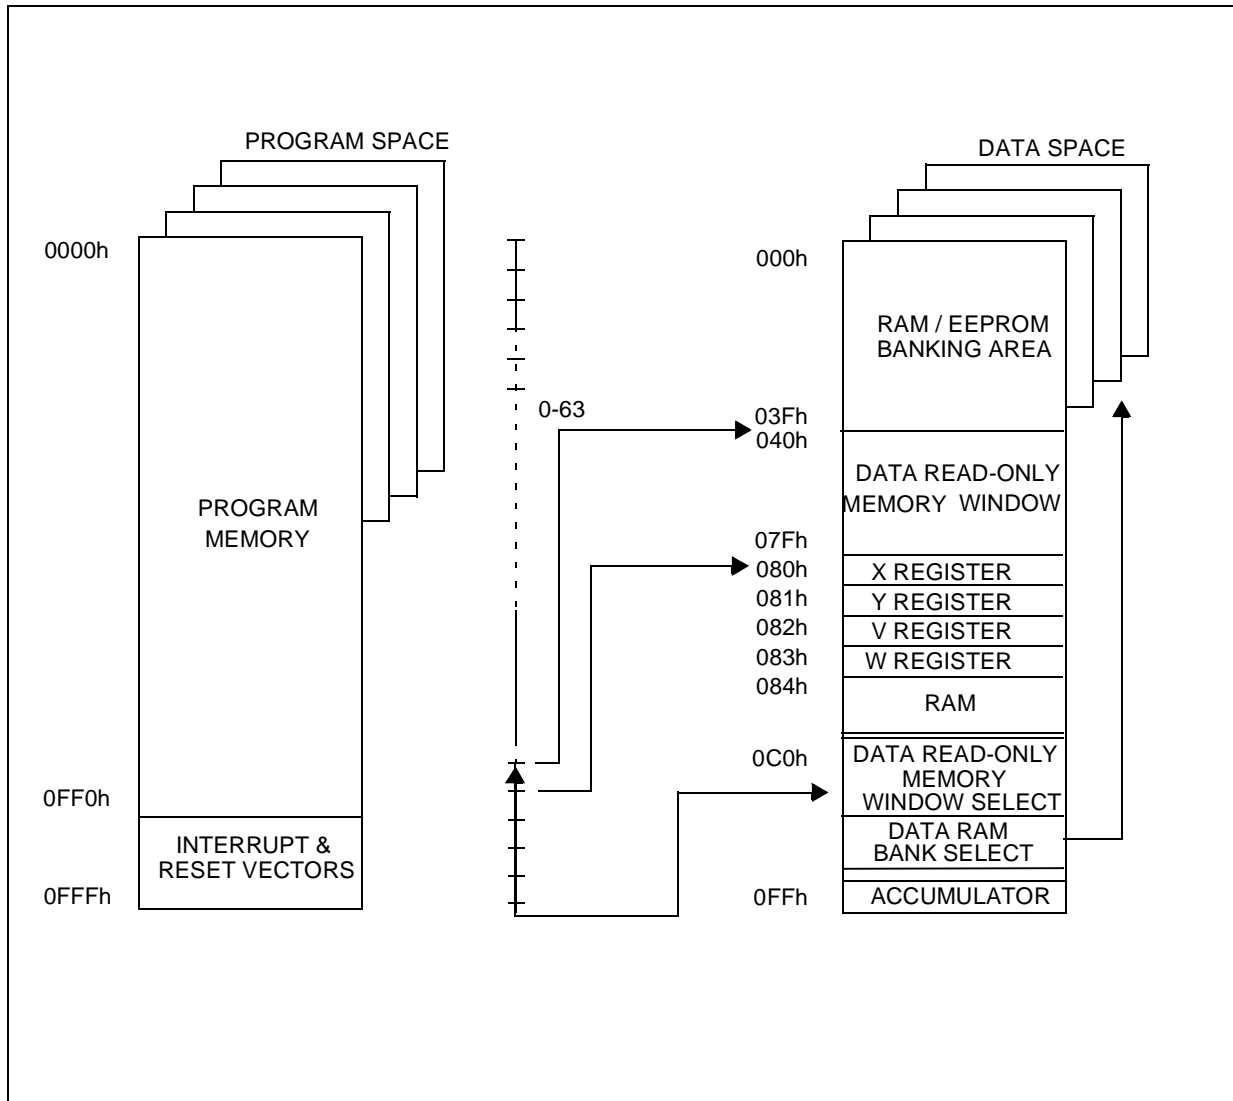 PROGRAM SPACE
0000h
PROGRAM
MEMORY
0FF0h
INTERRUPT &
RESET VECTORS
0FFFh
0-63
DATA SPACE
000h
RAM / EEPROM
BANKING AREA
03Fh
040h
DATA READ-ONLY
MEMORY WINDOW
07Fh
080h
X REGISTER
081h
Y REGISTER
082h
V REGISTER
083h
W REGISTER
084h
RAM
0C0h
DATA READ-ONLY
MEMORY
WINDOW SELECT
DATA RAM
BANK SELECT
0FFh
ACCUMULATOR